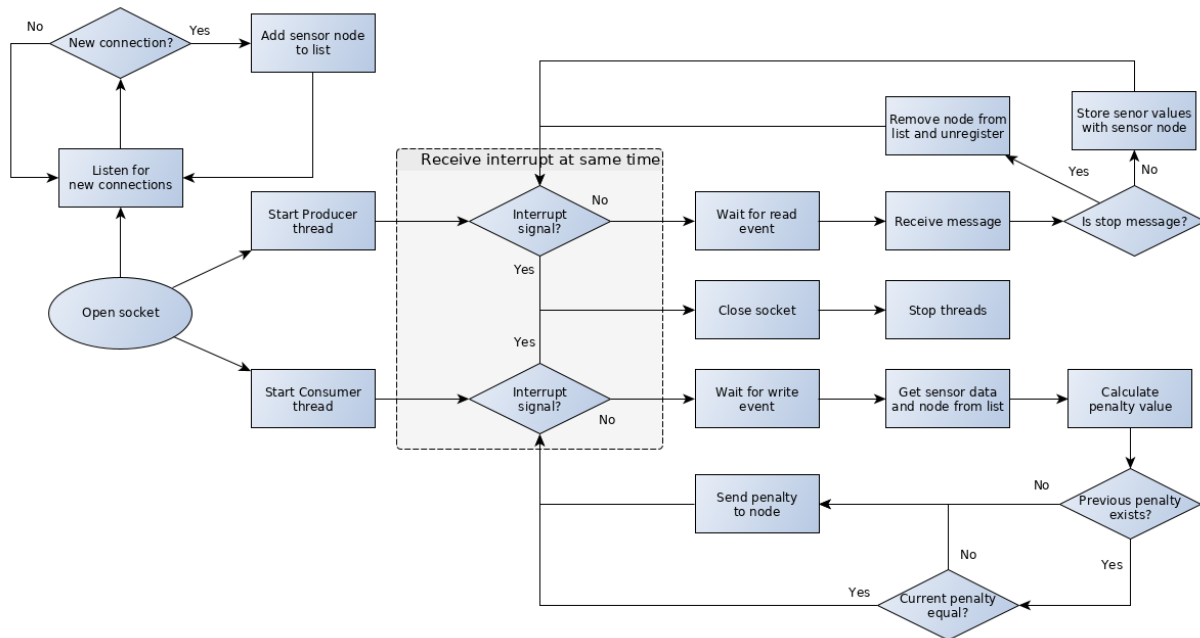 No
New connection?
Yes
Add sensor node
to list
Listen for
new connections
Open socket
Start Producer
thread
Start Consumer
thread
Receive interrupt at same time
Interrupt
signal?
No
Yes
Yes
Interrupt
signal?
No
Wait for read
event
Receive message
Is stop message?
Yes
No
Remove node from
list and unregister
Store senor values
with sensor node
Close socket
Stop threads
Wait for write
event
Get sensor data
and node from list
Calculate
penalty value
Previous penalty
exists?
No
Yes
Send penalty
to node
Current penalty
equal?
No
Yes